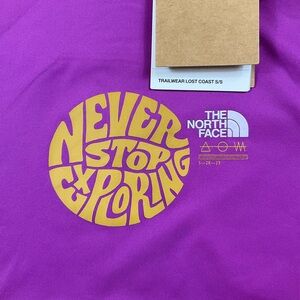 TRAILWEAR LOST COAST S/S
NEVER
STOP
EXPLORING
THE
NORTH
FACE